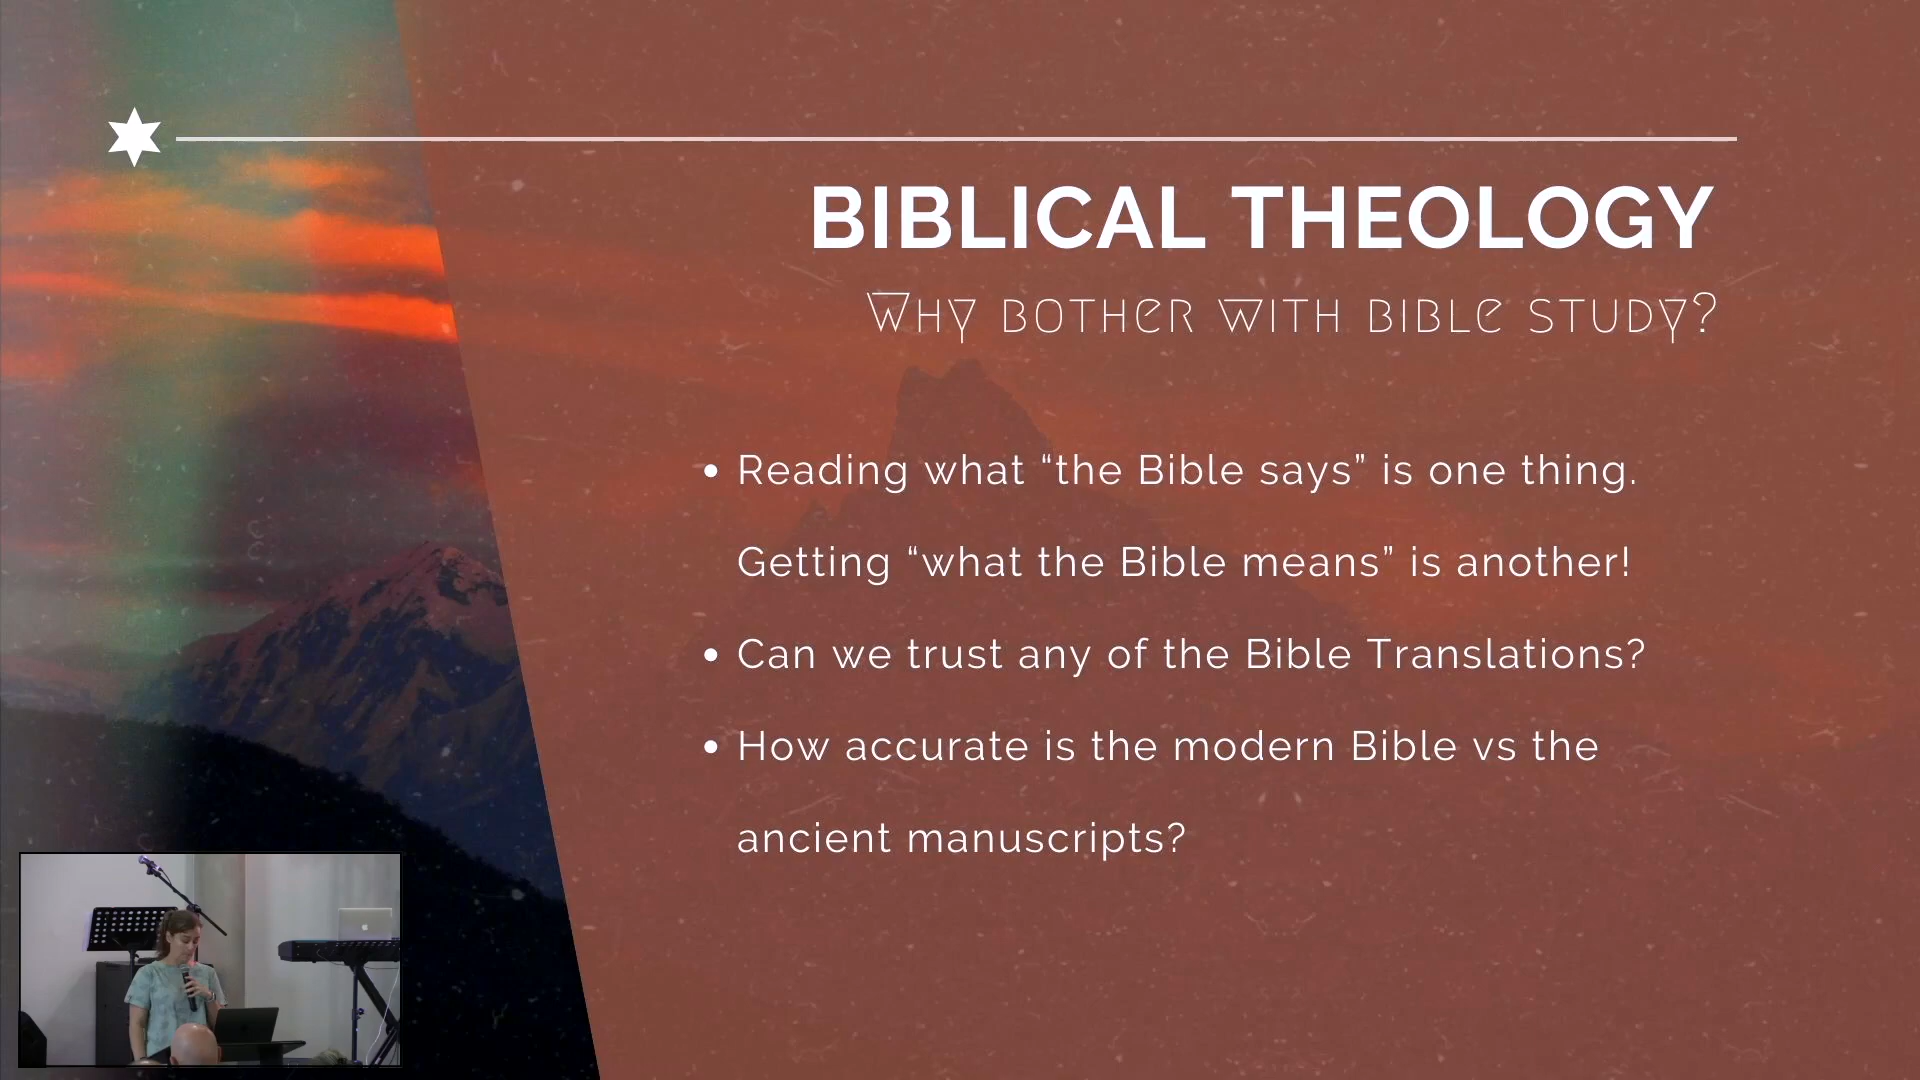 BIBLICAL THEOLOGY
Why bother with Bible study?
• Reading what “the Bible says” is one thing.
Getting “what the Bible means” is another!
• Can we trust any of the Bible Translations?
• How accurate is the modern Bible vs the
ancient manuscripts?